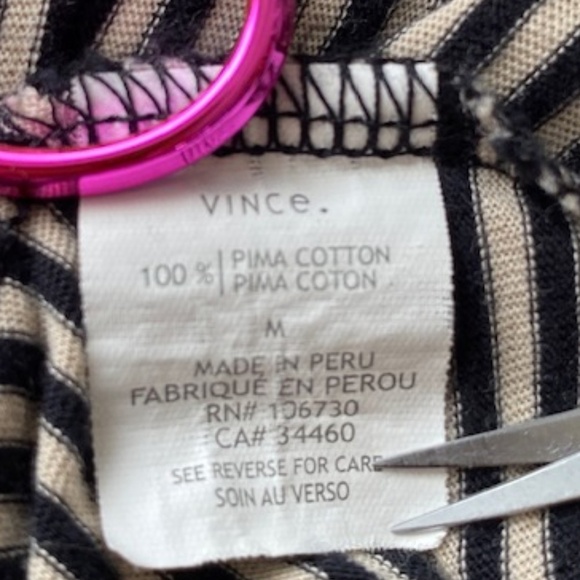 VINCe.
100 % | PIMA COTTON
PIMA COTON
M
MADE IN PERU
FABRIQUÉ EN PEROU
RN# 106730
CA# 34460
SEE REVERSE FOR CARE
SOIN AU VERSO